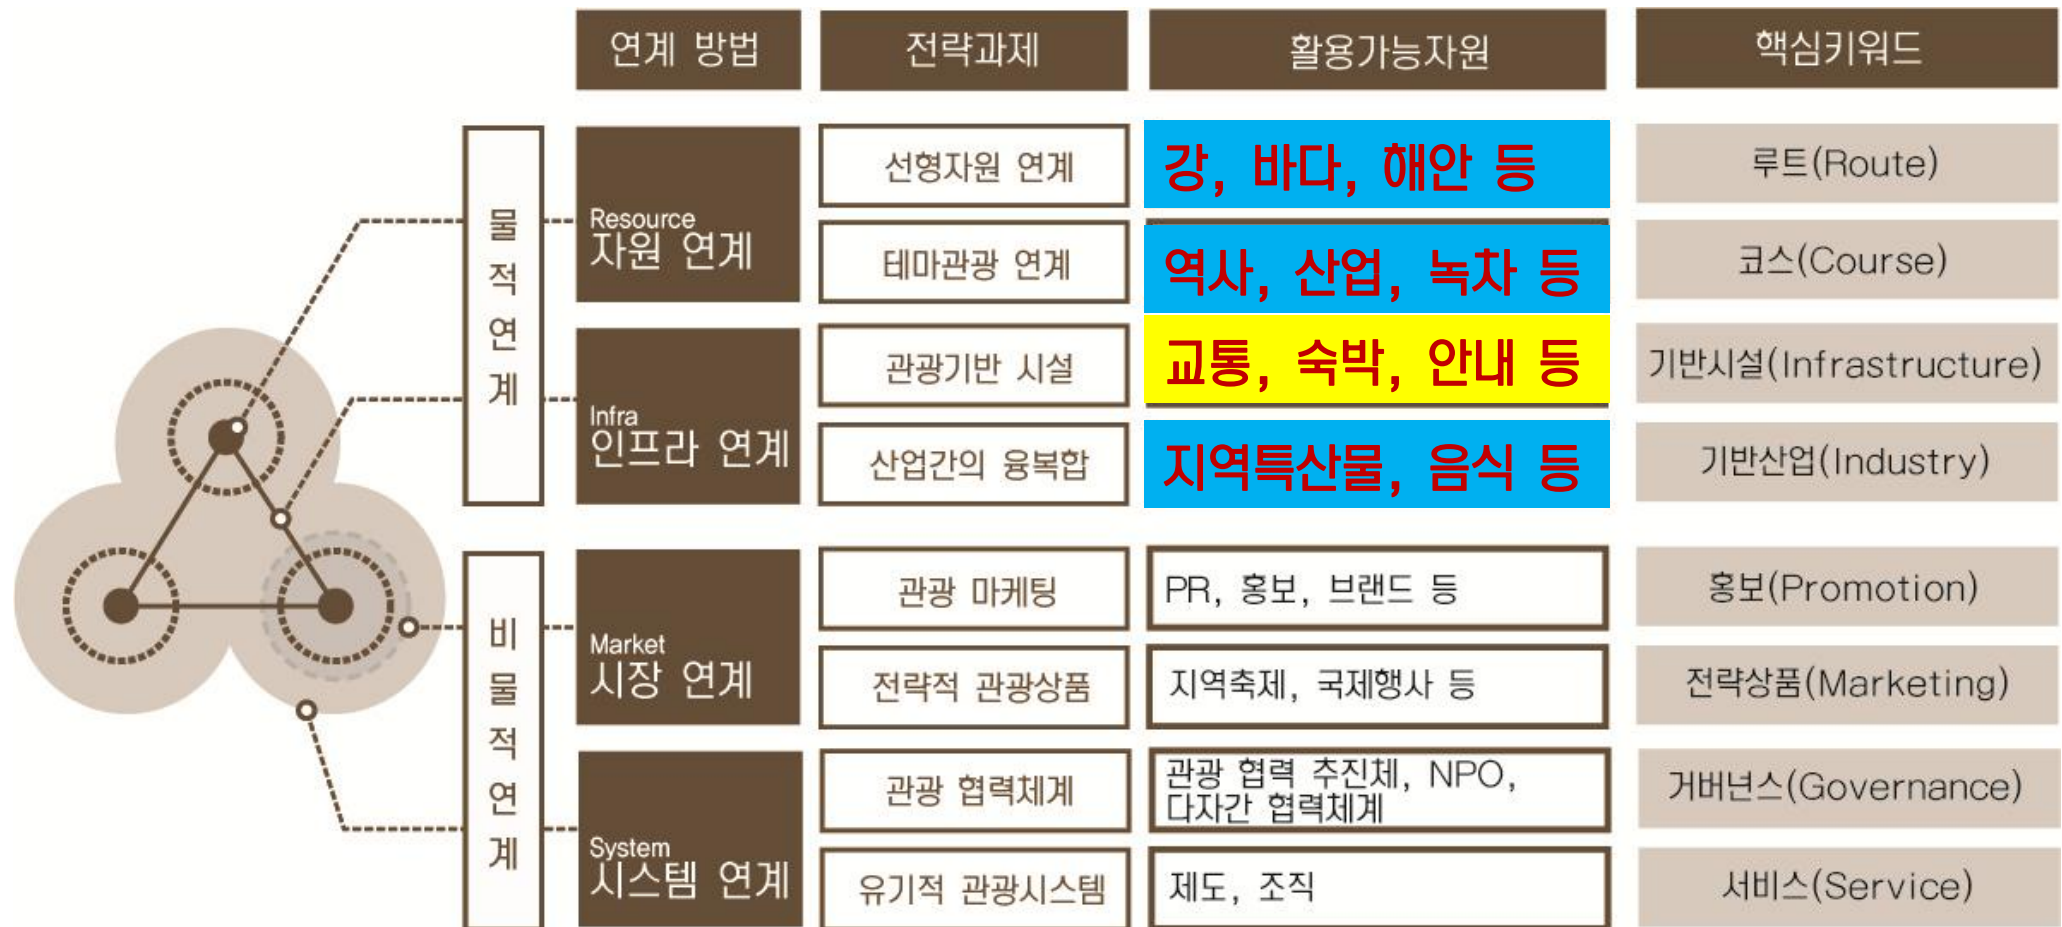 연계 방법 전략과제 활용가능자원 핵심키워드
물적연계
Resource
자원 연계
선형자원 연계 강, 바다, 해안 등 루트(Route)
테마관광 연계 역사, 산업, 녹차 등 코스(Course)
Infra
인프라 연계
관광기반 시설 교통, 숙박, 안내 등 기반시설(Infrastructure)
산업간의 융복합 지역특산물, 음식 등 기반산업(Industry)
비물적연계
Market
시장 연계
관광 마케팅 PR, 홍보, 브랜드 등 홍보(Promotion)
전략적 관광상품 지역축제, 국제행사 등 전략상품(Marketing)
System
시스템 연계
관광 협력체계 관광 협력 추진체, NPO,
다자간 협력체계 거버넌스(Governance)
유기적 관광시스템 제도, 조직 서비스(Service)